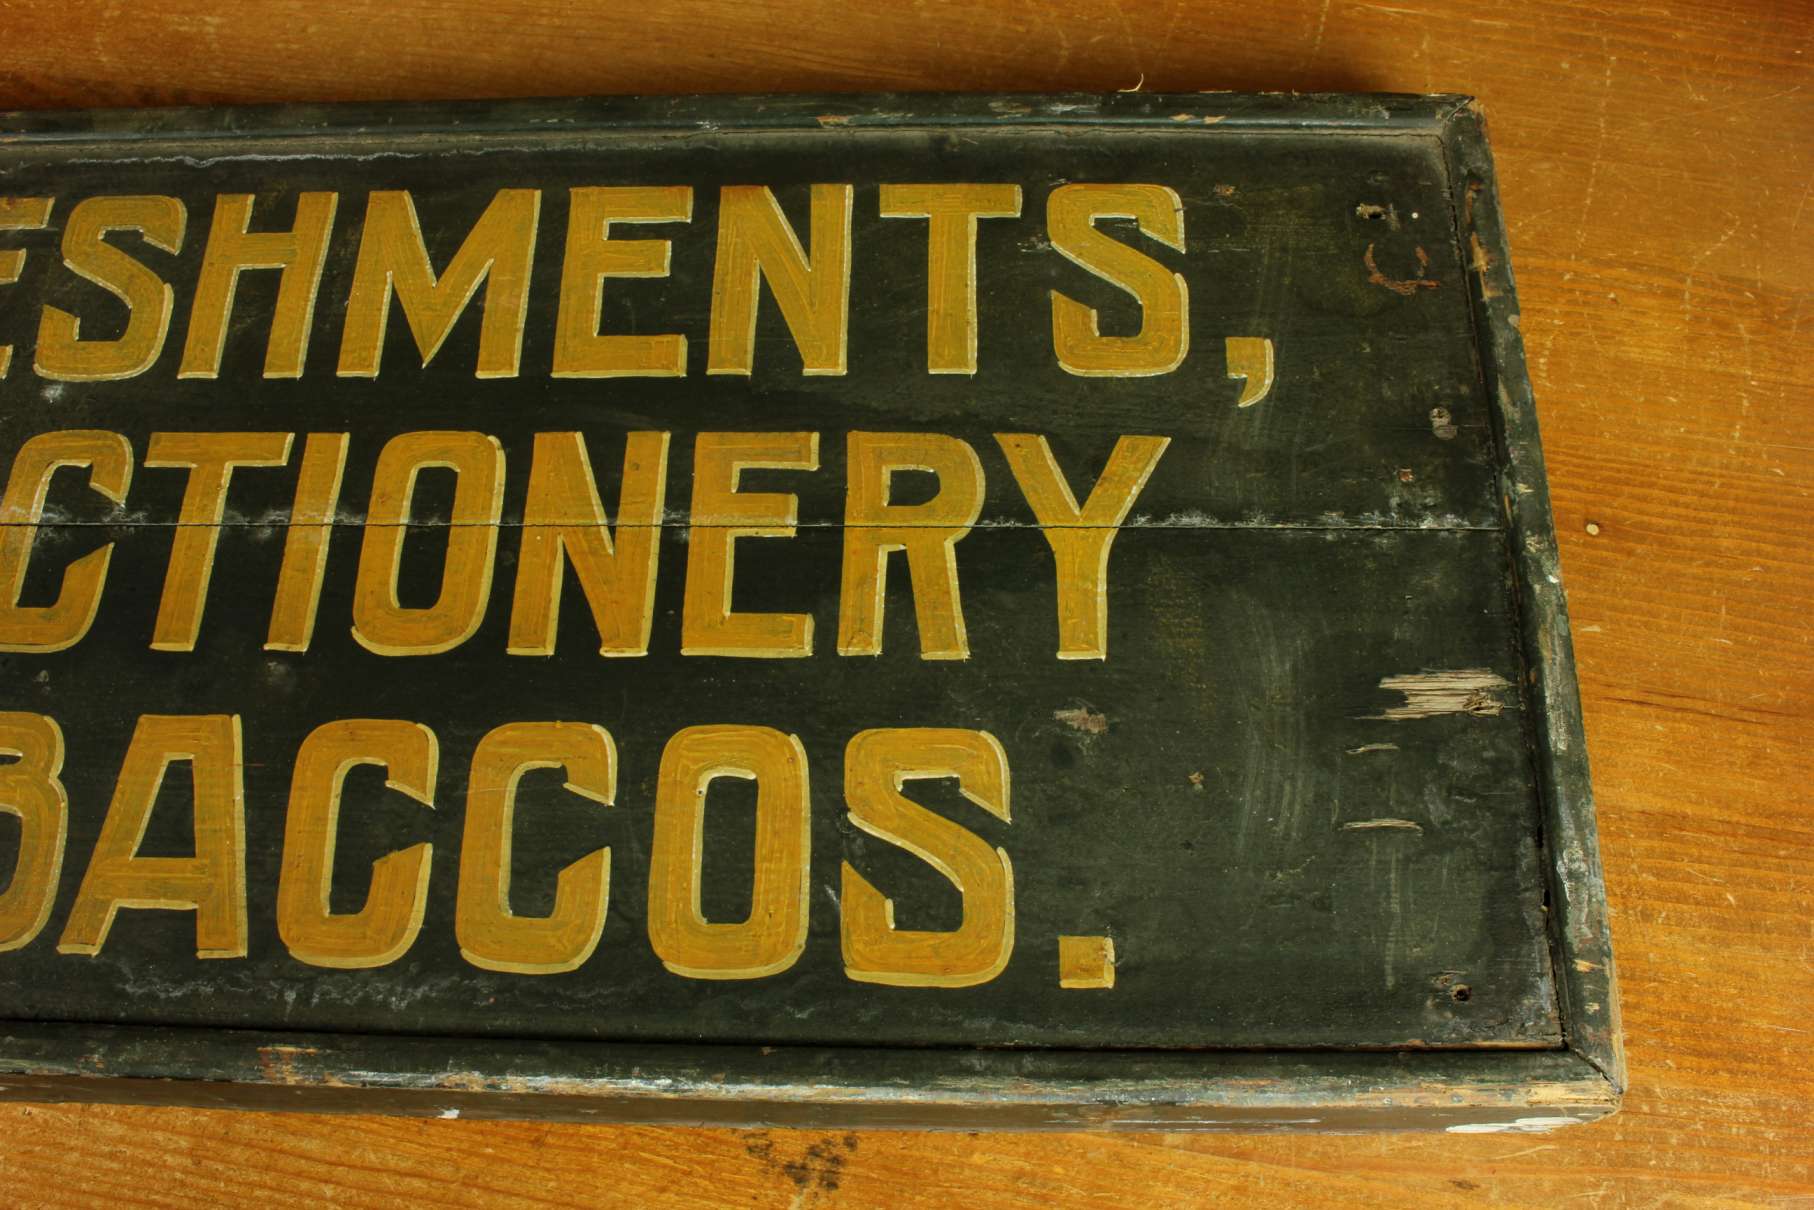 ESHMENTS,
CTIONERY
BACCOS.